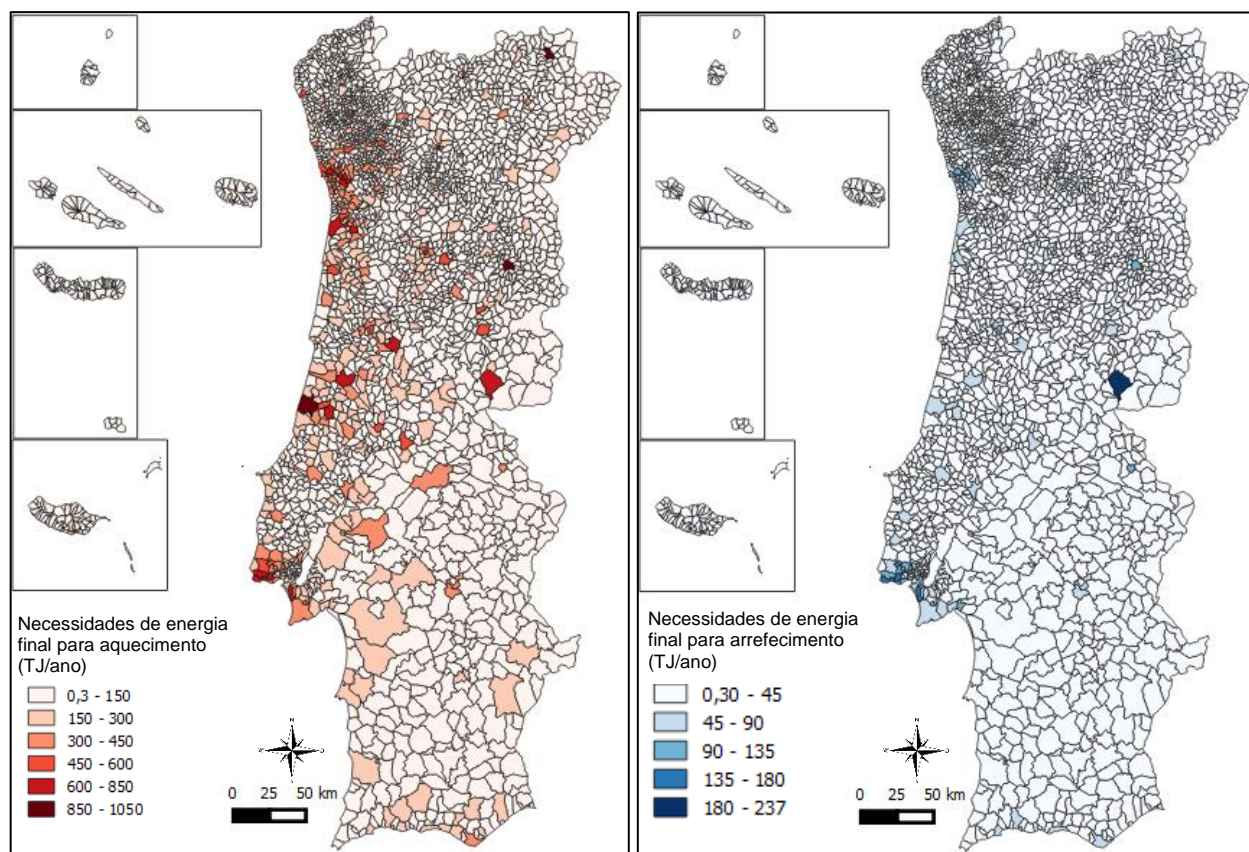 Necessidades de energia
final para aquecimento
(TJ/ano)
0,3 - 150
150 - 300
300 - 450
450 - 600
600 - 850
850 - 1050
N
0 25 50 km
Necessidades de energia
final para arrefecimento
(TJ/ano)
0,30 - 45
45 - 90
90 - 135
135 - 180
180 - 237
N
0 25 50 km